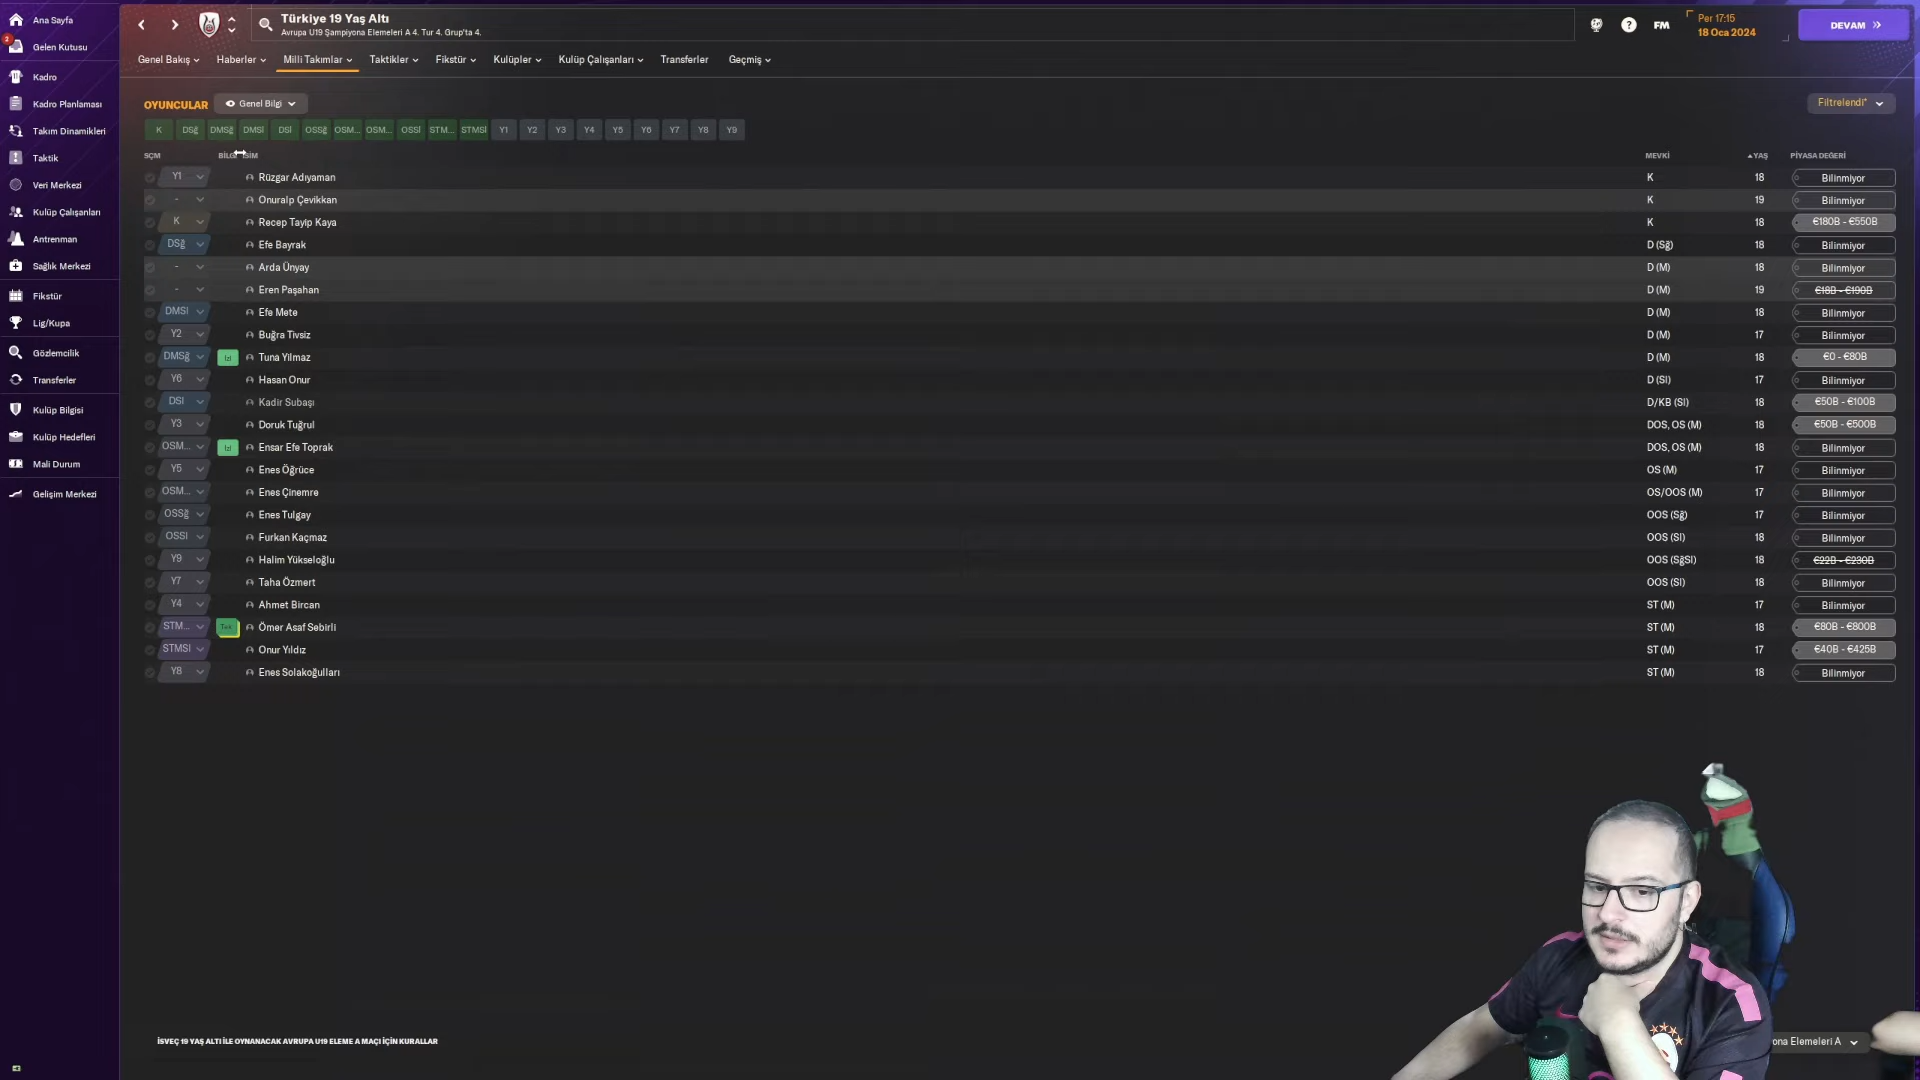 Ana Sayfa
2
Gelen Kutusu
Kadro
Kadro Planlaması
Takım Dinamikleri
Taktik
Veri Merkezi
Kulüp Çalışanları
Antrenman
Sağlık Merkezi
Fikstür
Lig/Kupa
Gözlemcilik
Transferler
Kulüp Bilgisi
Kulüp Hedefleri
Mali Durum
Gelişim Merkezi
Türkiye 19 Yaş Altı
Avrupa U19 Şampiyona Elemeleri A 4. Tur 4. Grup'ta 4.
FM
Per 17:15
18 Oca 2024
DEVAM
Genel Bakış Haberler Milli Takımlar Taktikler Fikstür Kulüpler Kulüp Çalışanları Transferler Geçmiş
OYUNCULAR Genel Bilgi Filtrelendi*
K DSğ DMSğ DMSl DSl OSSğ OSM... OSM... OSSl STM... STMSl Y1 Y2 Y3 Y4 Y5 Y6 Y7 Y8 Y9
SÇM MEVKİ YAŞ PİYASA DEĞERİ
Y1 Rüzgar Adıyaman K 18 Bilinmiyor
- Onuralp Çevikkan K 19 Bilinmiyor
K Recep Tayip Kaya K 18 €180B - €550B
DSğ Efe Bayrak D (Sğ) 18 Bilinmiyor
- Arda Ünyay D (M) 18 Bilinmiyor
- Eren Paşahan D (M) 19 €18B - €190B
DMSl Efe Mete D (M) 18 Bilinmiyor
Y2 Buğra Tivsiz D (M) 17 Bilinmiyor
DMSğ İzl Tuna Yılmaz D (M) 18 €0 - €80B
Y6 Hasan Onur D (Sl) 17 Bilinmiyor
DSl Kadir Subaşı D/KB (Sl) 18 €50B - €100B
Y3 Doruk Tuğrul DOS, OS (M) 18 €50B - €500B
OSM... İzl Ensar Efe Toprak DOS, OS (M) 18 Bilinmiyor
Y5 Enes Öğrüce OS (M) 17 Bilinmiyor
OSM... Enes Çinemre OS/OOS (M) 17 Bilinmiyor
OSSğ Enes Tulgay OOS (Sğ) 17 Bilinmiyor
OSSl Furkan Kaçmaz OOS (Sl) 18 Bilinmiyor
Y9 Halim Yükseloğlu OOS (SğSl) 18 €22B - €230B
Y7 Taha Özmert OOS (Sl) 18 Bilinmiyor
Y4 Ahmet Bircan ST (M) 17 Bilinmiyor
STM... Tek Ömer Asaf Sebirli ST (M) 18 €80B - €800B
STMSl Onur Yıldız ST (M) 17 €40B - €425B
Y8 Enes Solakoğulları ST (M) 18 Bilinmiyor
İSVEÇ 19 YAŞ ALTI İLE OYNANACAK AVRUPA U19 ELEME A MAÇI İÇİN KURALLAR
Elemeleri A